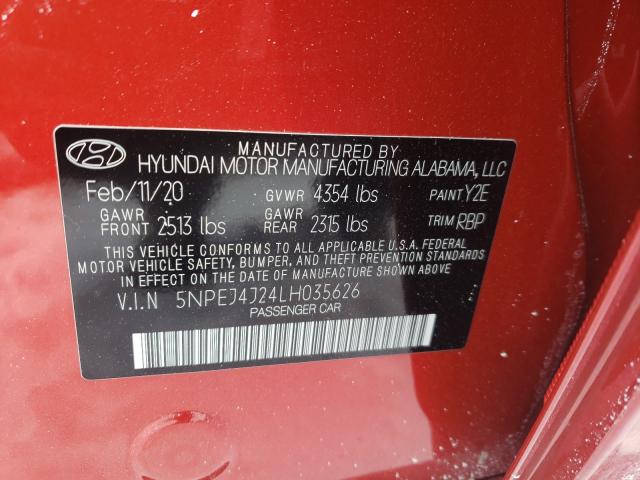 MANUFACTURED BY
HYUNDAI MOTOR MANUFACTURING ALABAMA, LLC
Feb/11/20 GVWR 4354 lbs PAINT Y2E
GAWR FRONT 2513 lbs GAWR REAR 2315 lbs TRIM RBP
THIS VEHICLE CONFORMS TO ALL APPLICABLE U.S.A. FEDERAL
MOTOR VEHICLE SAFETY, BUMPER, AND THEFT PREVENTION STANDARDS
IN EFFECT ON THE DATE OF MANUFACTURE SHOWN ABOVE.
V.I.N 5NPEJ4J24LH035626
PASSENGER CAR